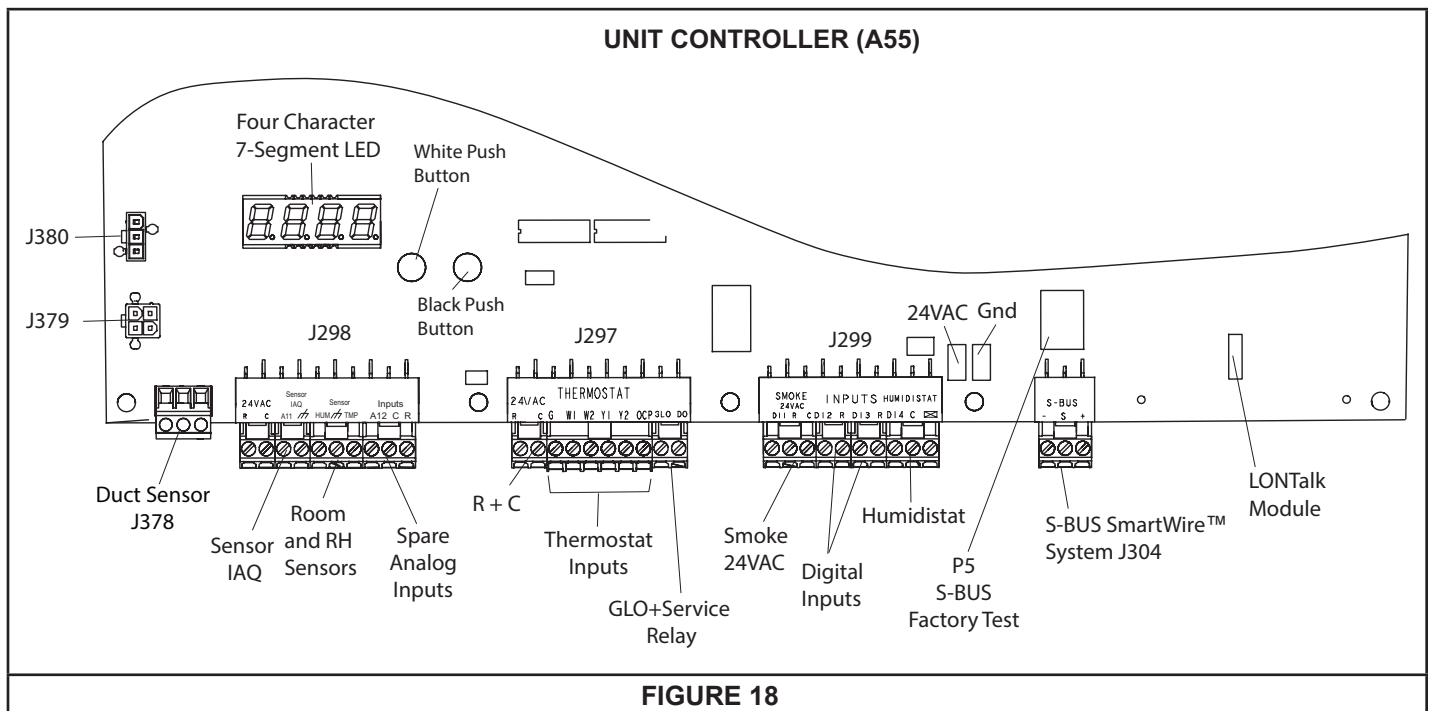 UNIT CONTROLLER (A55)
Four Character
7-Segment LED
White Push
Button
J380
J379
Black Push
Button
J298
J297
J299
24VAC
Gnd
24VAC
R C
Sensor
IAQ
A11
Sensor
HUM TMP
Inputs
A12 C R
24VAC
R C
THERMOSTAT
G W1 W2 Y1 Y2 OCP
SMOKE
24VAC
DI1 R C
INPUTS
DI2 R DI3 R
HUMIDISTAT
DI4 C
S-BUS
- S +
Duct Sensor
J378
Sensor
IAQ
Room
and RH
Sensors
Spare
Analog
Inputs
R + C
Thermostat
Inputs
GLO+Service
Relay
Smoke
24VAC
Digital
Inputs
Humidistat
P5
S-BUS
Factory Test
S-BUS SmartWire™
System J304
LONTalk
Module
FIGURE 18